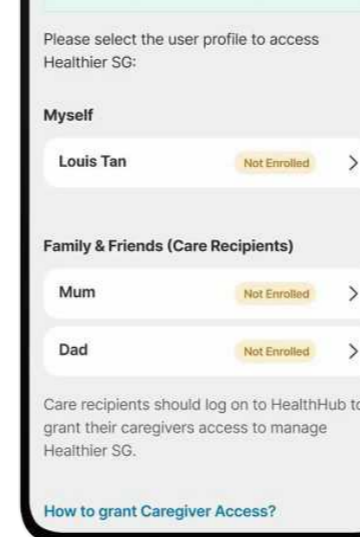 Please select the user profile to access
Healthier SG:
Myself
Louis Tan Not Enrolled
Family & Friends (Care Recipients)
Mum Not Enrolled
Dad Not Enrolled
Care recipients should log on to HealthHub to
grant their caregivers access to manage
Healthier SG.
How to grant Caregiver Access?